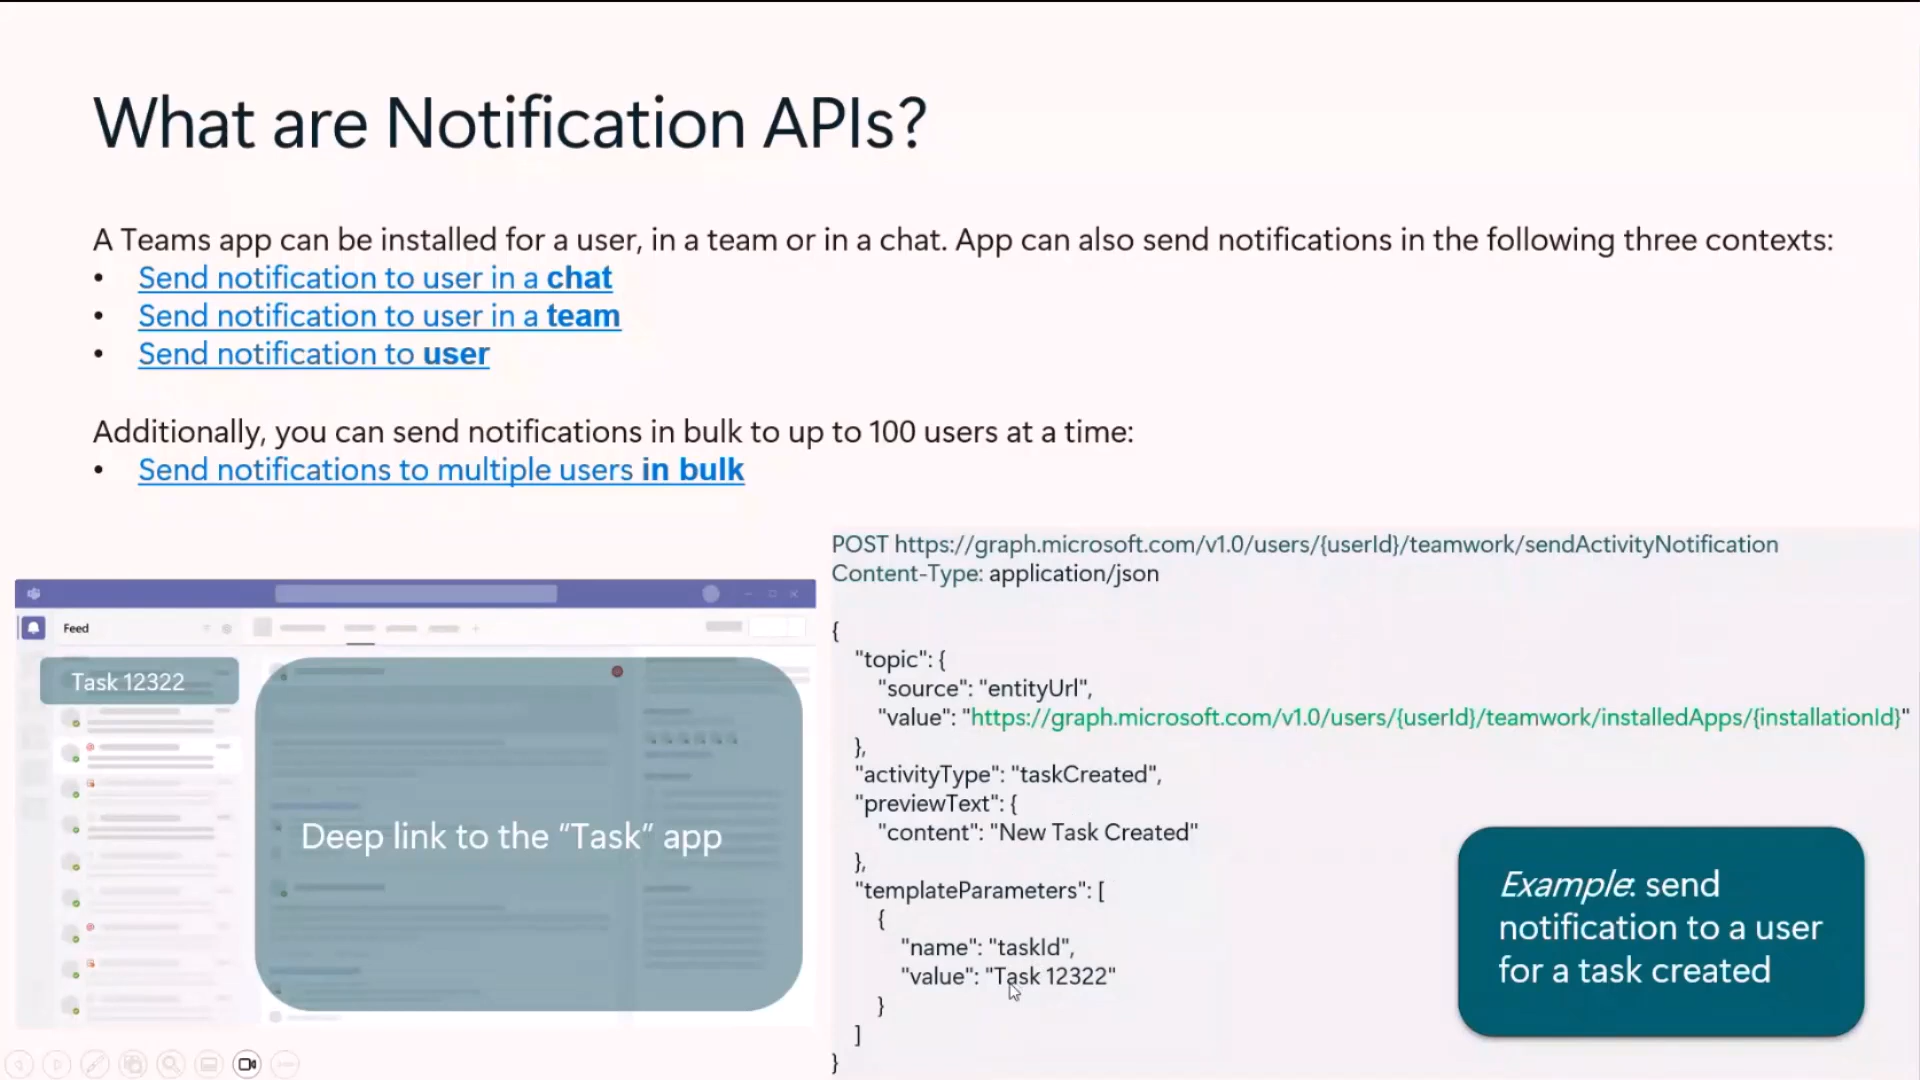 What are Notification APIs?
A Teams app can be installed for a user, in a team or in a chat. App can also send notifications in the following three contexts:
• Send notification to user in a chat
• Send notification to user in a team
• Send notification to user
Additionally, you can send notifications in bulk to up to 100 users at a time:
• Send notifications to multiple users in bulk
Feed
Task 12322
Deep link to the “Task” app
POST https://graph.microsoft.com/v1.0/users/{userId}/teamwork/sendActivityNotification
Content-Type: application/json
{
"topic": {
"source": "entityUrl",
"value": "https://graph.microsoft.com/v1.0/users/{userId}/teamwork/installedApps/{installationId}"
},
"activityType": "taskCreated",
"previewText": {
"content": "New Task Created"
},
"templateParameters": [
{
"name": "taskId",
"value": "Task 12322"
}
]
}
Example: send
notification to a user
for a task created